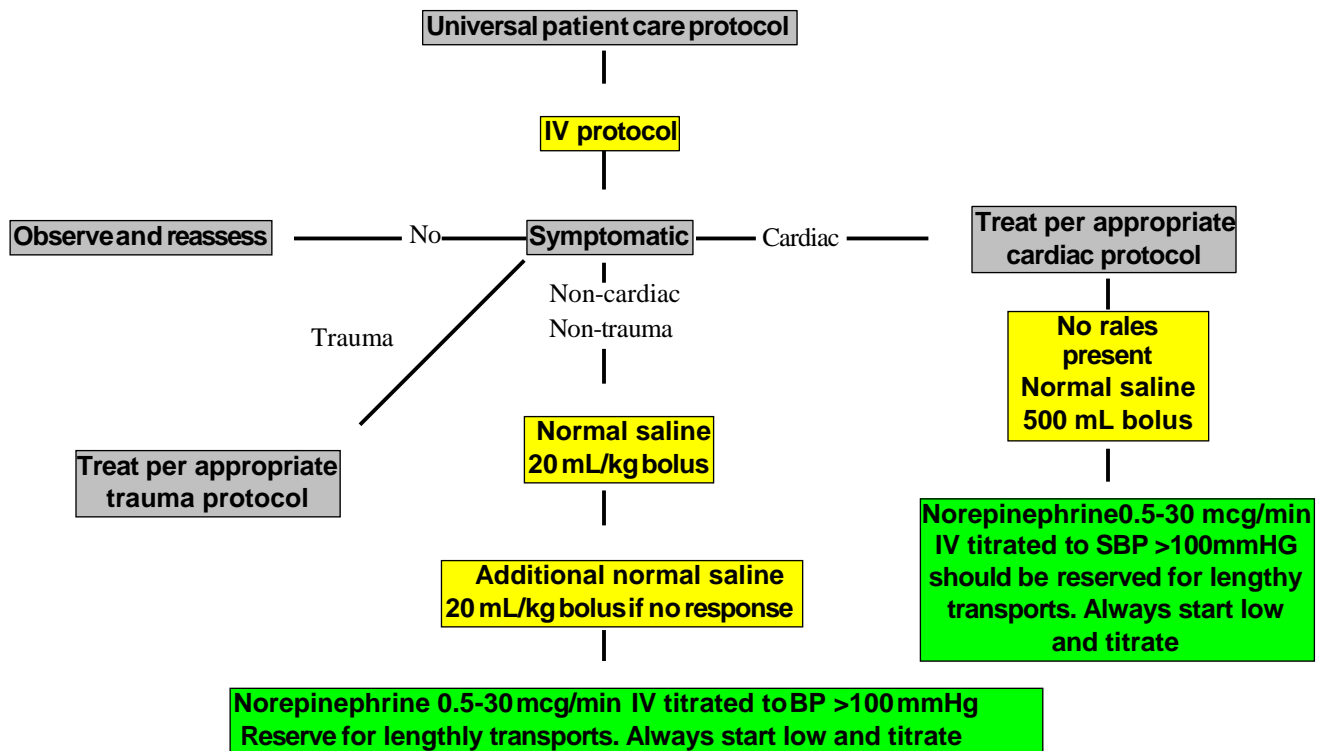 Universal patient care protocol
IV protocol
Observe and reassess
No
Symptomatic
Cardiac
Treat per appropriate
cardiac protocol
Non-cardiac
Non-trauma
Trauma
No rales
present
Normal saline
500 mL bolus
Normal saline
20 mL/kg bolus
Treat per appropriate
trauma protocol
Norepinephrine 0.5-30 mcg/min
IV titrated to SBP >100mmHG
should be reserved for lengthy
transports. Always start low
and titrate
Additional normal saline
20 mL/kg bolus if no response
Norepinephrine 0.5-30 mcg/min IV titrated to BP >100 mmHg
Reserve for lengthly transports. Always start low and titrate